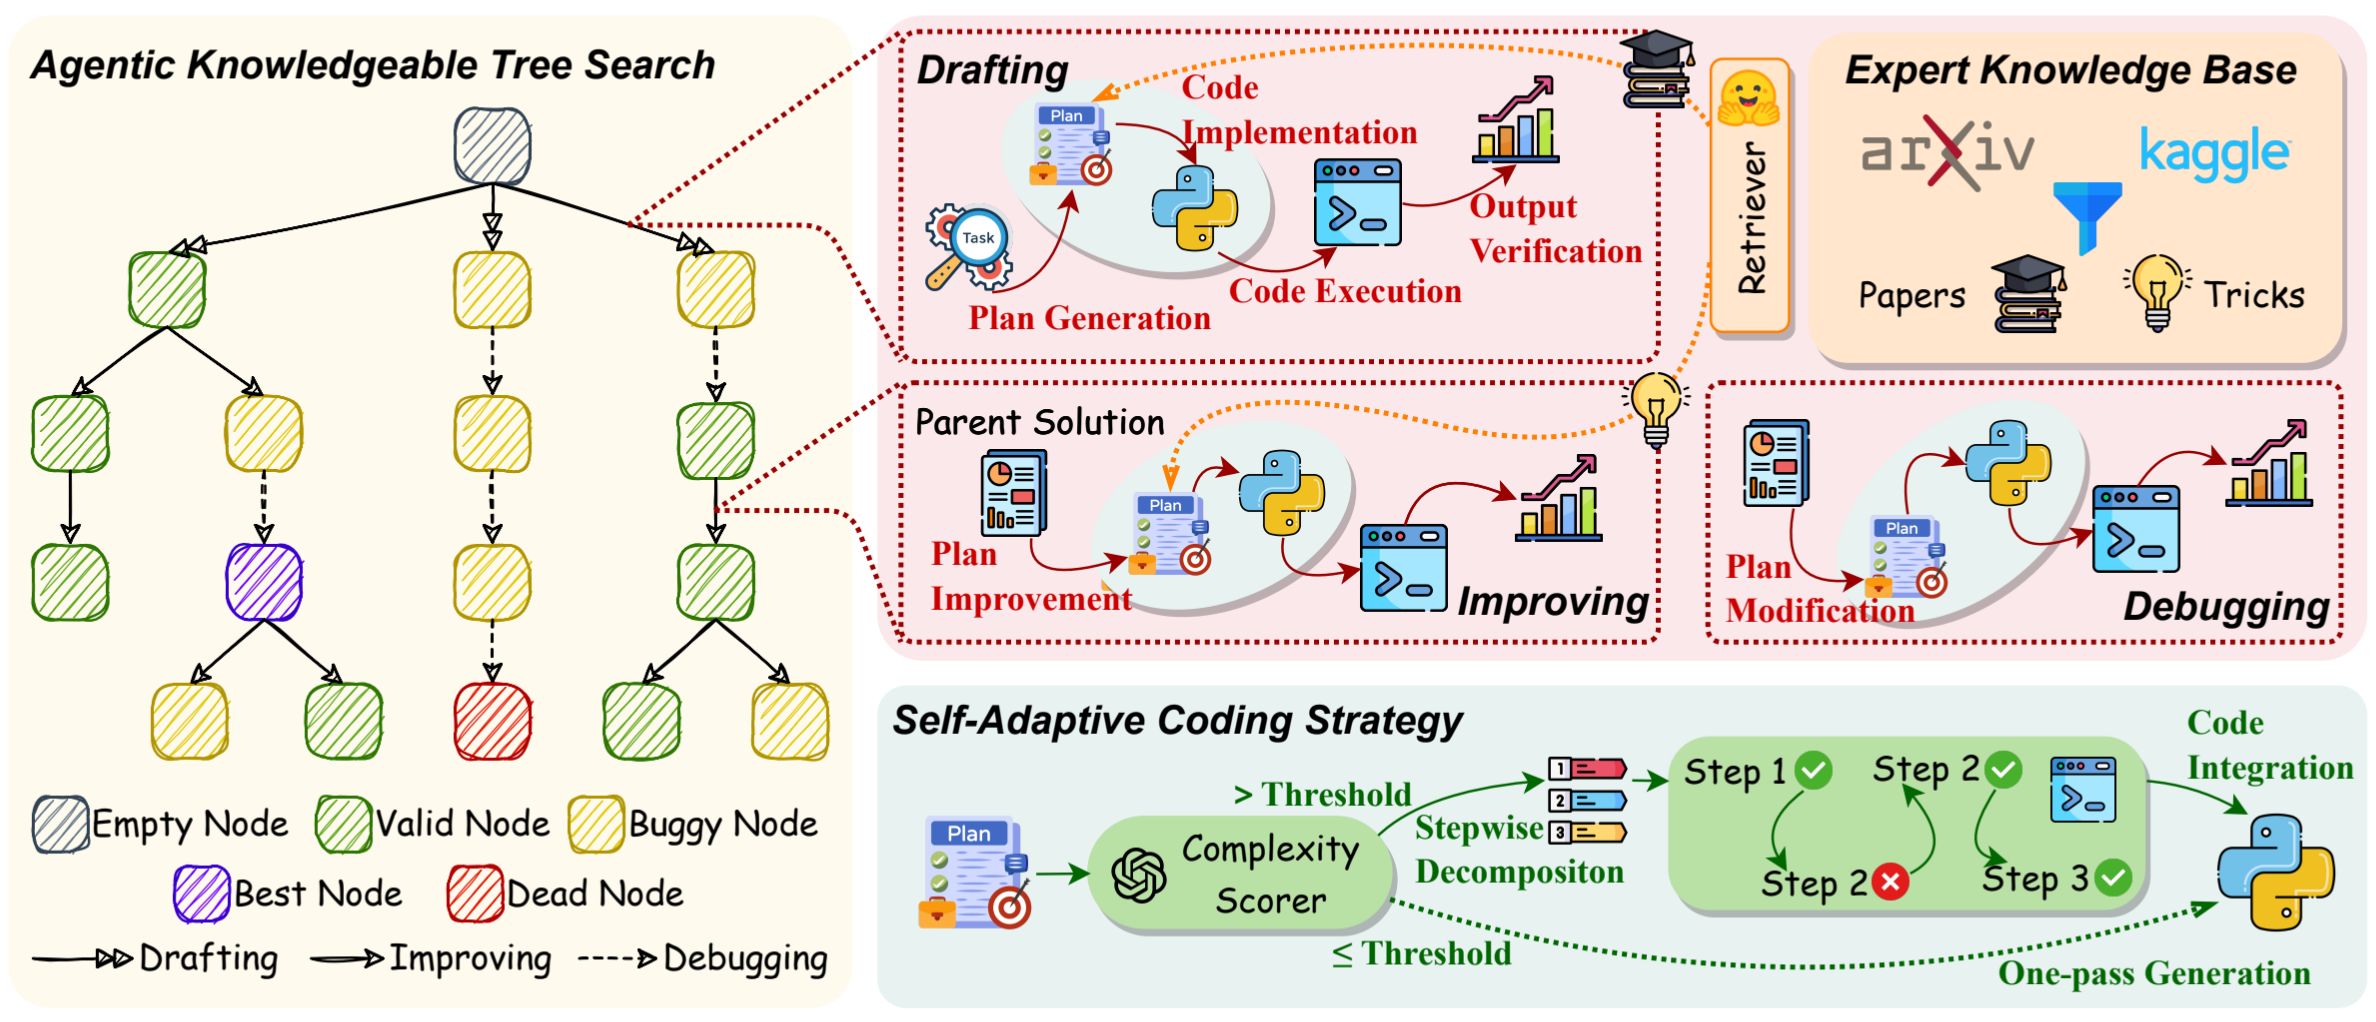 Agentic Knowledgeable Tree Search
Empty Node
Valid Node
Buggy Node
Best Node
Dead Node
Drafting
Improving
Debugging
Drafting
Plan
Code
Implementation
Task
Plan Generation
Code Execution
Output
Verification
Retriever
Expert Knowledge Base
arXiv
kaggle
Papers
Tricks
Parent Solution
Plan
Plan
Improvement
Improving
Plan
Plan
Modification
Debugging
Self-Adaptive Coding Strategy
Plan
Complexity
Scorer
> Threshold
≤ Threshold
Stepwise
Decompositon
1
2
3
Step 1
Step 2
Step 2
Step 3
Code
Integration
One-pass Generation